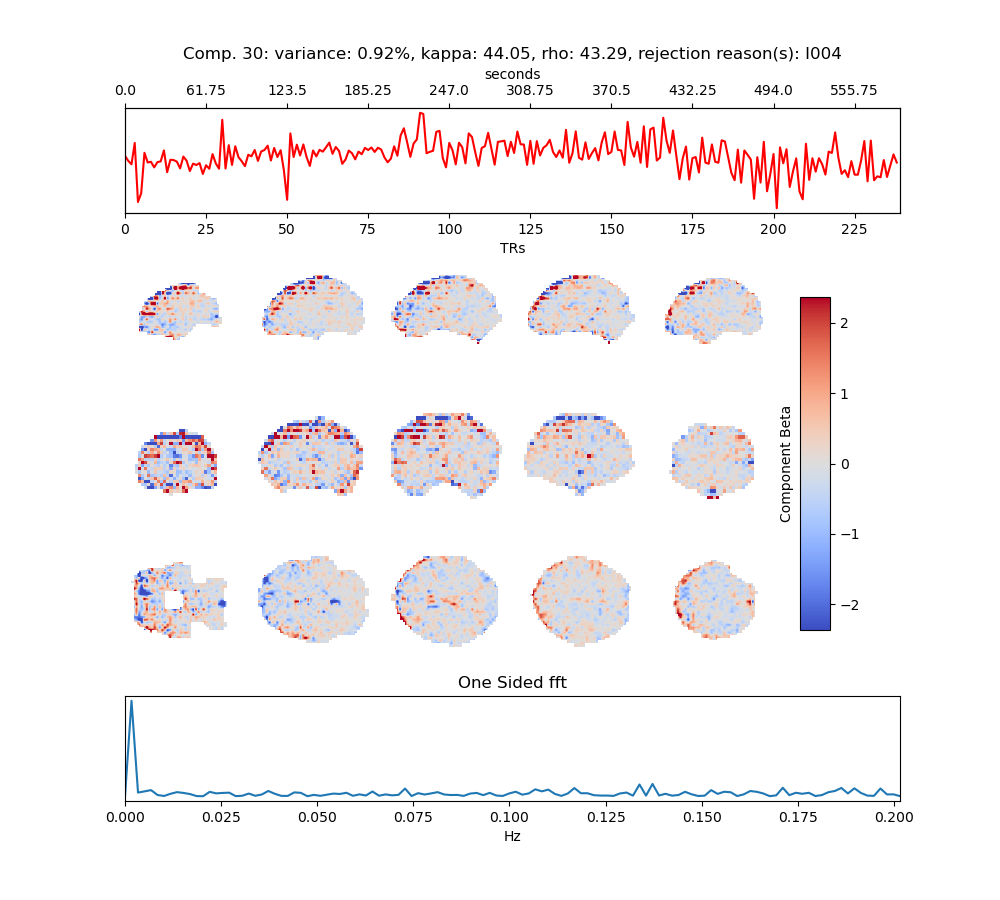 Comp. 30: variance: 0.92%, kappa: 44.05, rho: 43.29, rejection reason(s): I004
seconds
0.0 61.75 123.5 185.25 247.0 308.75 370.5 432.25 494.0 555.75
0 25 50 75 100 125 150 175 200 225
TRs
2
1
0
−1
−2
Component Beta
One Sided fft
0.000 0.025 0.050 0.075 0.100 0.125 0.150 0.175 0.200
Hz